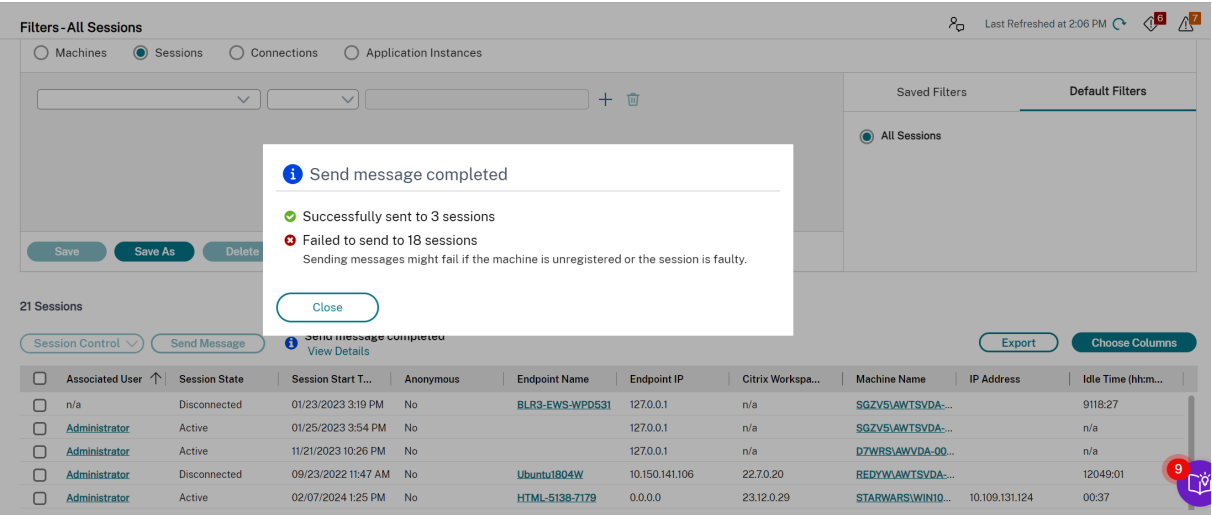 Filters - All Sessions
Last Refreshed at 2:06 PM
6
7
Machines Sessions Connections Application Instances
Saved Filters Default Filters
All Sessions
Send message completed
Successfully sent to 3 sessions
Failed to send to 18 sessions
Sending messages might fail if the machine is unregistered or the session is faulty.
Close
Save Save As Delete
21 Sessions
Session Control Send Message Send message completed
View Details
Export Choose Columns
Associated User Session State Session Start T... Anonymous Endpoint Name Endpoint IP Citrix Workspa... Machine Name IP Address Idle Time (hh:m...
n/a Disconnected 01/23/2023 3:19 PM No BLR3-EWS-WPD531 127.0.0.1 n/a SGZV5\AWTSVDA-... 9118:27
Administrator Active 01/25/2023 3:54 PM No 127.0.0.1 n/a SGZV5\AWTSVDA-... n/a
Administrator Active 11/21/2023 10:26 PM No 127.0.0.1 n/a D7WRS\AWVDA-00... n/a
Administrator Disconnected 09/23/2022 11:47 AM No Ubuntu1804W 10.150.141.106 22.7.0.20 REDYW\AWTSVDA-... 12049:01
Administrator Active 02/07/2024 1:25 PM No HTML-5138-7179 0.0.0.0 23.12.0.29 STARWARS\WIN10... 10.109.131.124 00:37
9